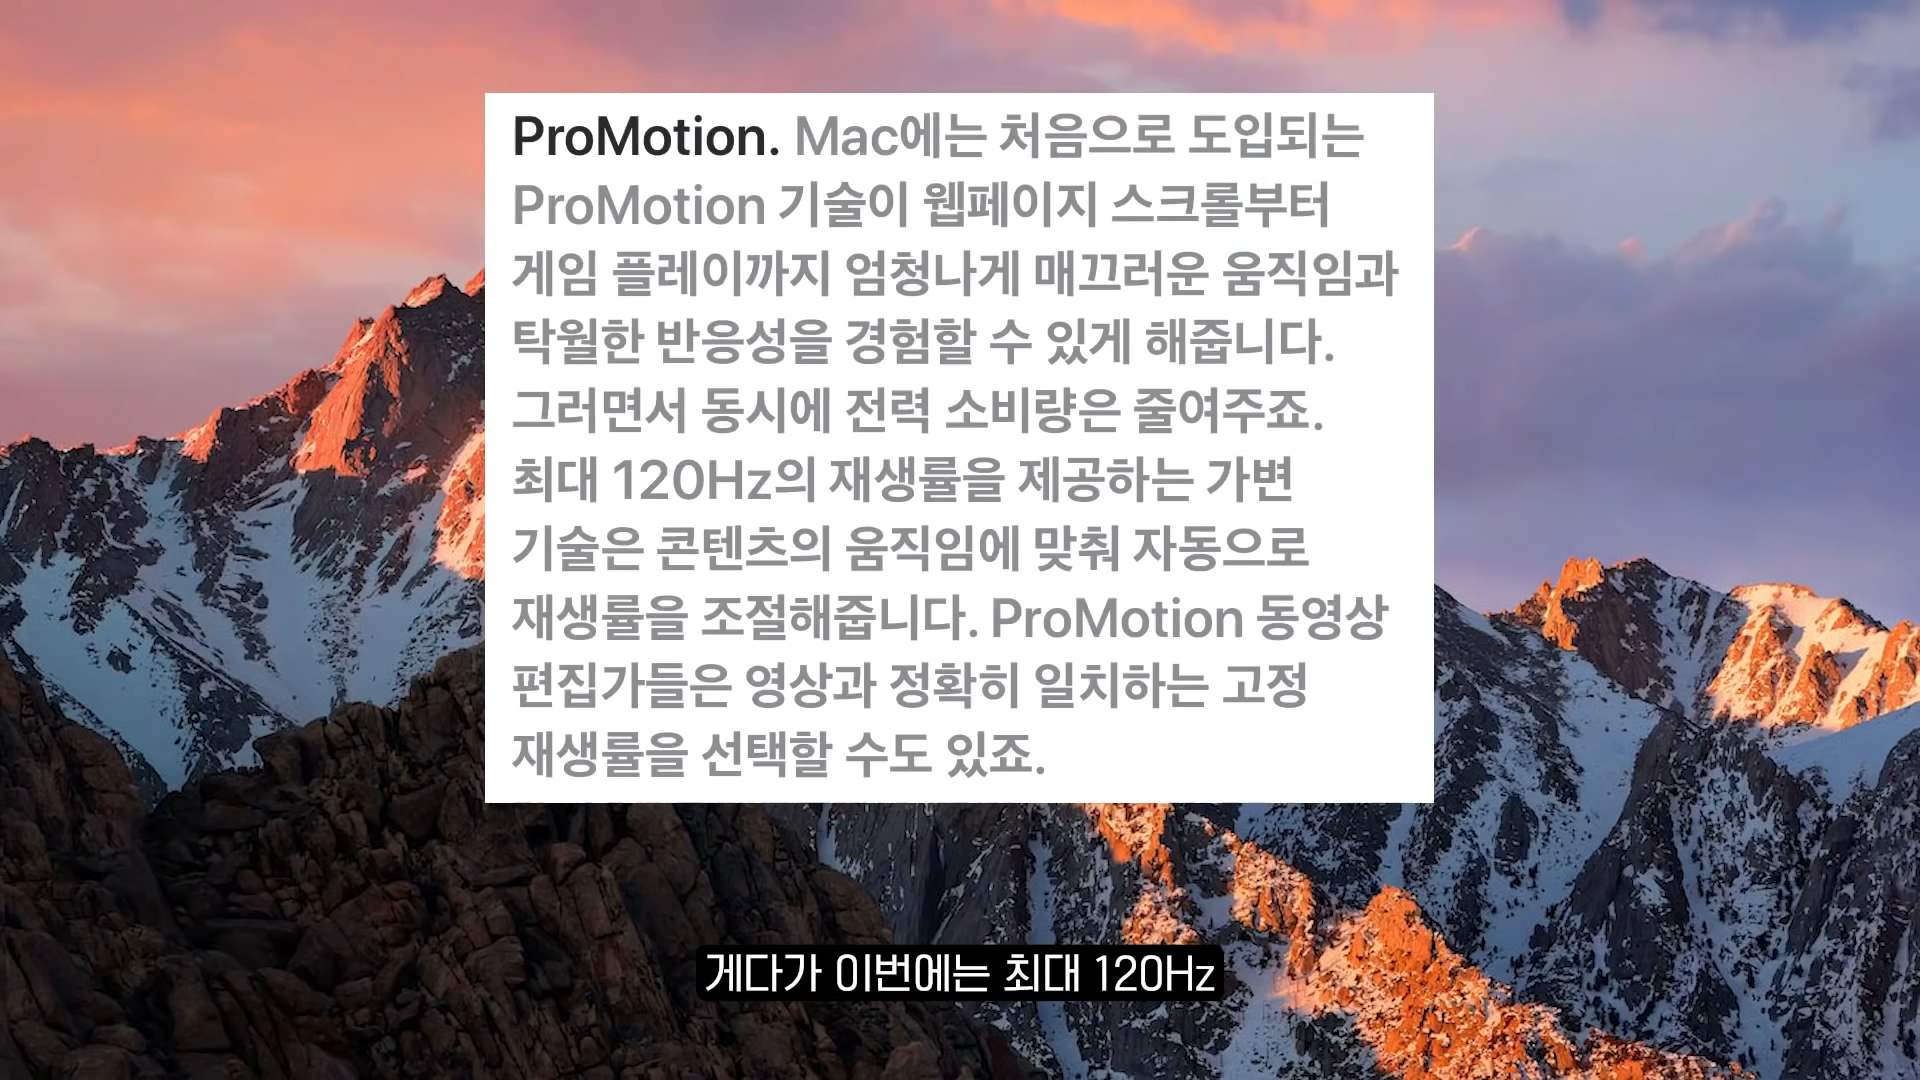 ProMotion. Mac에는 처음으로 도입되는
ProMotion 기술이 웹페이지 스크롤부터
게임 플레이까지 엄청나게 매끄러운 움직임과
탁월한 반응성을 경험할 수 있게 해줍니다.
그러면서 동시에 전력 소비량은 줄여주죠.
최대 120Hz의 재생률을 제공하는 가변
기술은 콘텐츠의 움직임에 맞춰 자동으로
재생률을 조절해줍니다. ProMotion 동영상
편집가들은 영상과 정확히 일치하는 고정
재생률을 선택할 수도 있죠.
게다가 이번에는 최대 120Hz